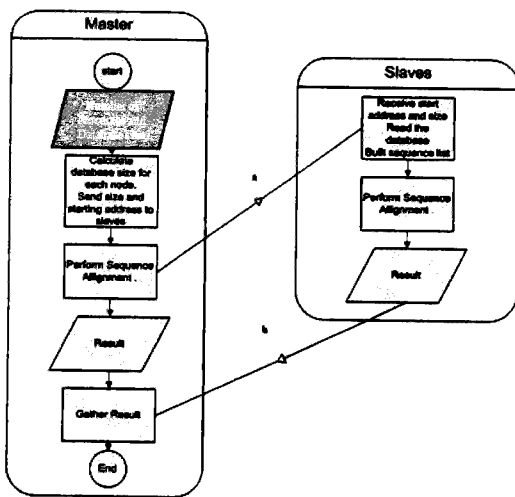 Master
start
Calculate
database size for
each node.
Sand size and
starting address to
slaves
Perform Sequence
Allignment
Result
Gather Result
End
a
b
Slaves
Receive start
address and size
Read the
database
Built sequence list
Perform Sequence
Allignment
Result